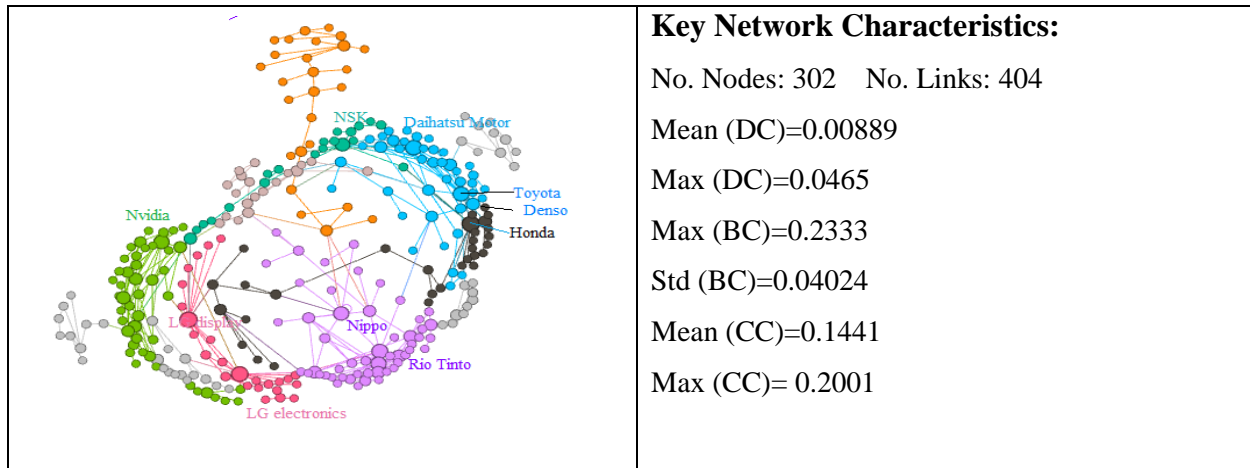 NSK
Daihatsu Motor
Toyota
Denso
Honda
Nvidia
LG display
Nippo
Rio Tinto
LG electronics
Key Network Characteristics:
No. Nodes: 302 No. Links: 404
Mean (DC)=0.00889
Max (DC)=0.0465
Max (BC)=0.2333
Std (BC)=0.04024
Mean (CC)=0.1441
Max (CC)= 0.2001